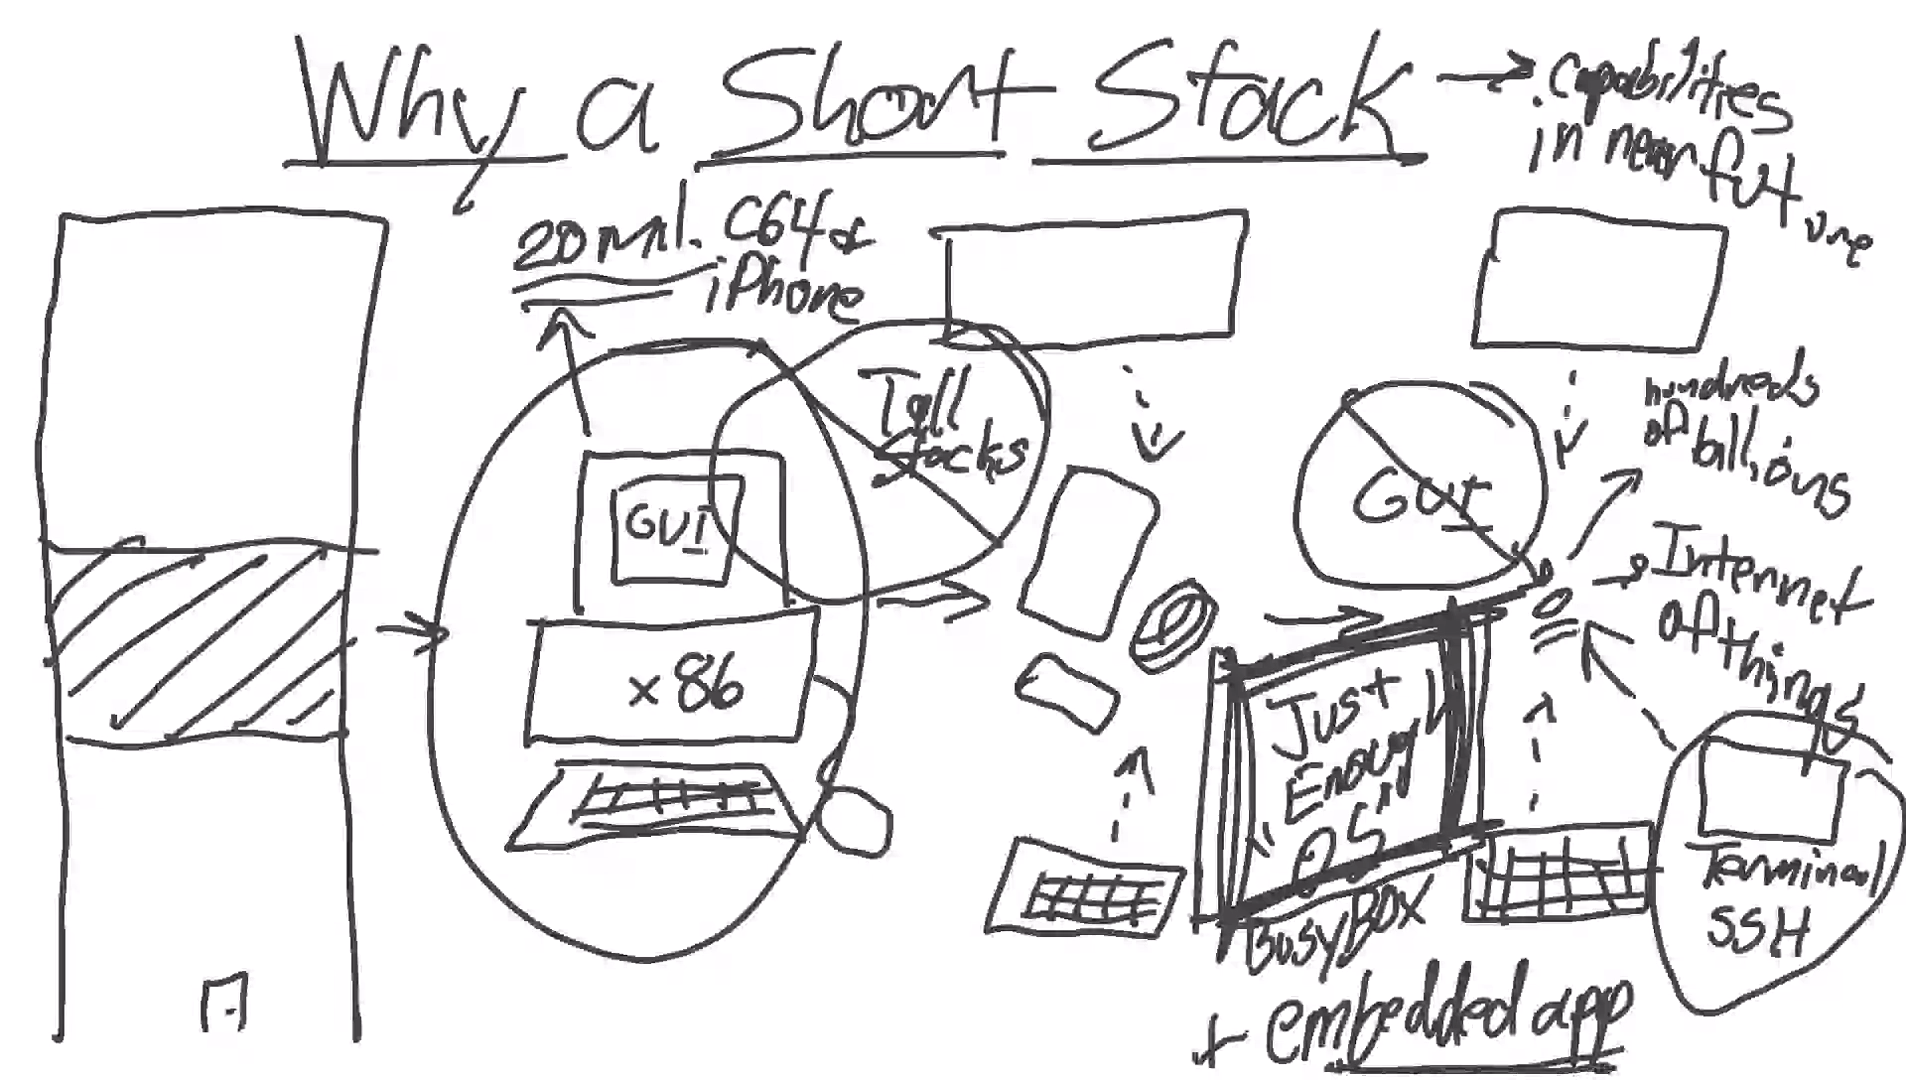 Why a Short Stack → capabilities
in near future
20 mil. C64 &
iPhone
Tall
Stacks
GUI
x86
GUI
hundreds
of billions
Internet
of things
Just
Enough
OS"
BusyBox
+ embedded app
Terminal
SSH